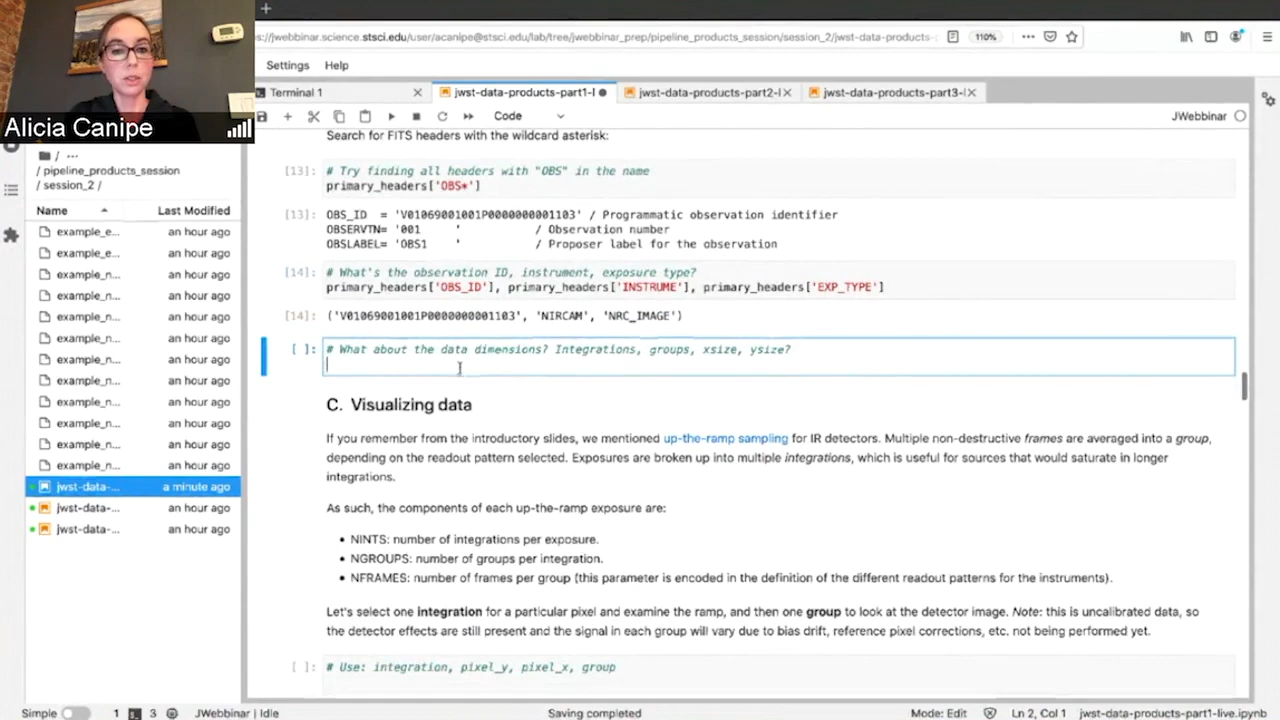 Alicia Canipe
s://jwebbinar.science.stsci.edu/user/acanipe@stsci.edu/lab/tree/jwebbinar_prep/pipeline_products_session/session_2/jwst-data-products-
110%
Settings Help
Terminal 1
jwst-data-products-part1-l
jwst-data-products-part2-l
jwst-data-products-part3-l
Code
JWebbinar
/ ···
/ pipeline_products_session
/ session_2 /
Name Last Modified
example_e... an hour ago
example_e... an hour ago
example_n... an hour ago
example_n... an hour ago
example_n... an hour ago
example_n... an hour ago
example_n... an hour ago
example_n... an hour ago
example_n... an hour ago
example_n... an hour ago
example_n... an hour ago
example_n... an hour ago
jwst-data-... a minute ago
jwst-data-... an hour ago
jwst-data-... an hour ago
Search for FITS headers with the wildcard asterisk:
[13]: # Try finding all headers with "OBS" in the name
primary_headers['OBS*']
[13]: OBS_ID = 'V01069001001P0000000001103' / Programmatic observation identifier
OBSERVTN= '001 ' / Observation number
OBSLABEL= 'OBS1 ' / Proposer label for the observation
[14]: # What's the observation ID, instrument, exposure type?
primary_headers['OBS_ID'], primary_headers['INSTRUME'], primary_headers['EXP_TYPE']
[14]: ('V01069001001P0000000001103', 'NIRCAM', 'NRC_IMAGE')
[ ]: # What about the data dimensions? Integrations, groups, xsize, ysize?
C. Visualizing data
If you remember from the introductory slides, we mentioned up-the-ramp sampling for IR detectors. Multiple non-destructive frames are averaged into a group,
depending on the readout pattern selected. Exposures are broken up into multiple integrations, which is useful for sources that would saturate in longer
integrations.
As such, the components of each up-the-ramp exposure are:
• NINTS: number of integrations per exposure.
• NGROUPS: number of groups per integration.
• NFRAMES: number of frames per group (this parameter is encoded in the definition of the different readout patterns for the instruments).
Let's select one integration for a particular pixel and examine the ramp, and then one group to look at the detector image. Note: this is uncalibrated data, so
the detector effects are still present and the signal in each group will vary due to bias drift, reference pixel corrections, etc. not being performed yet.
[ ]: # Use: integration, pixel_y, pixel_x, group
Simple 1 3 JWebbinar | Idle Saving completed Mode: Edit Ln 2, Col 1 jwst-data-products-part1-live.ipynb